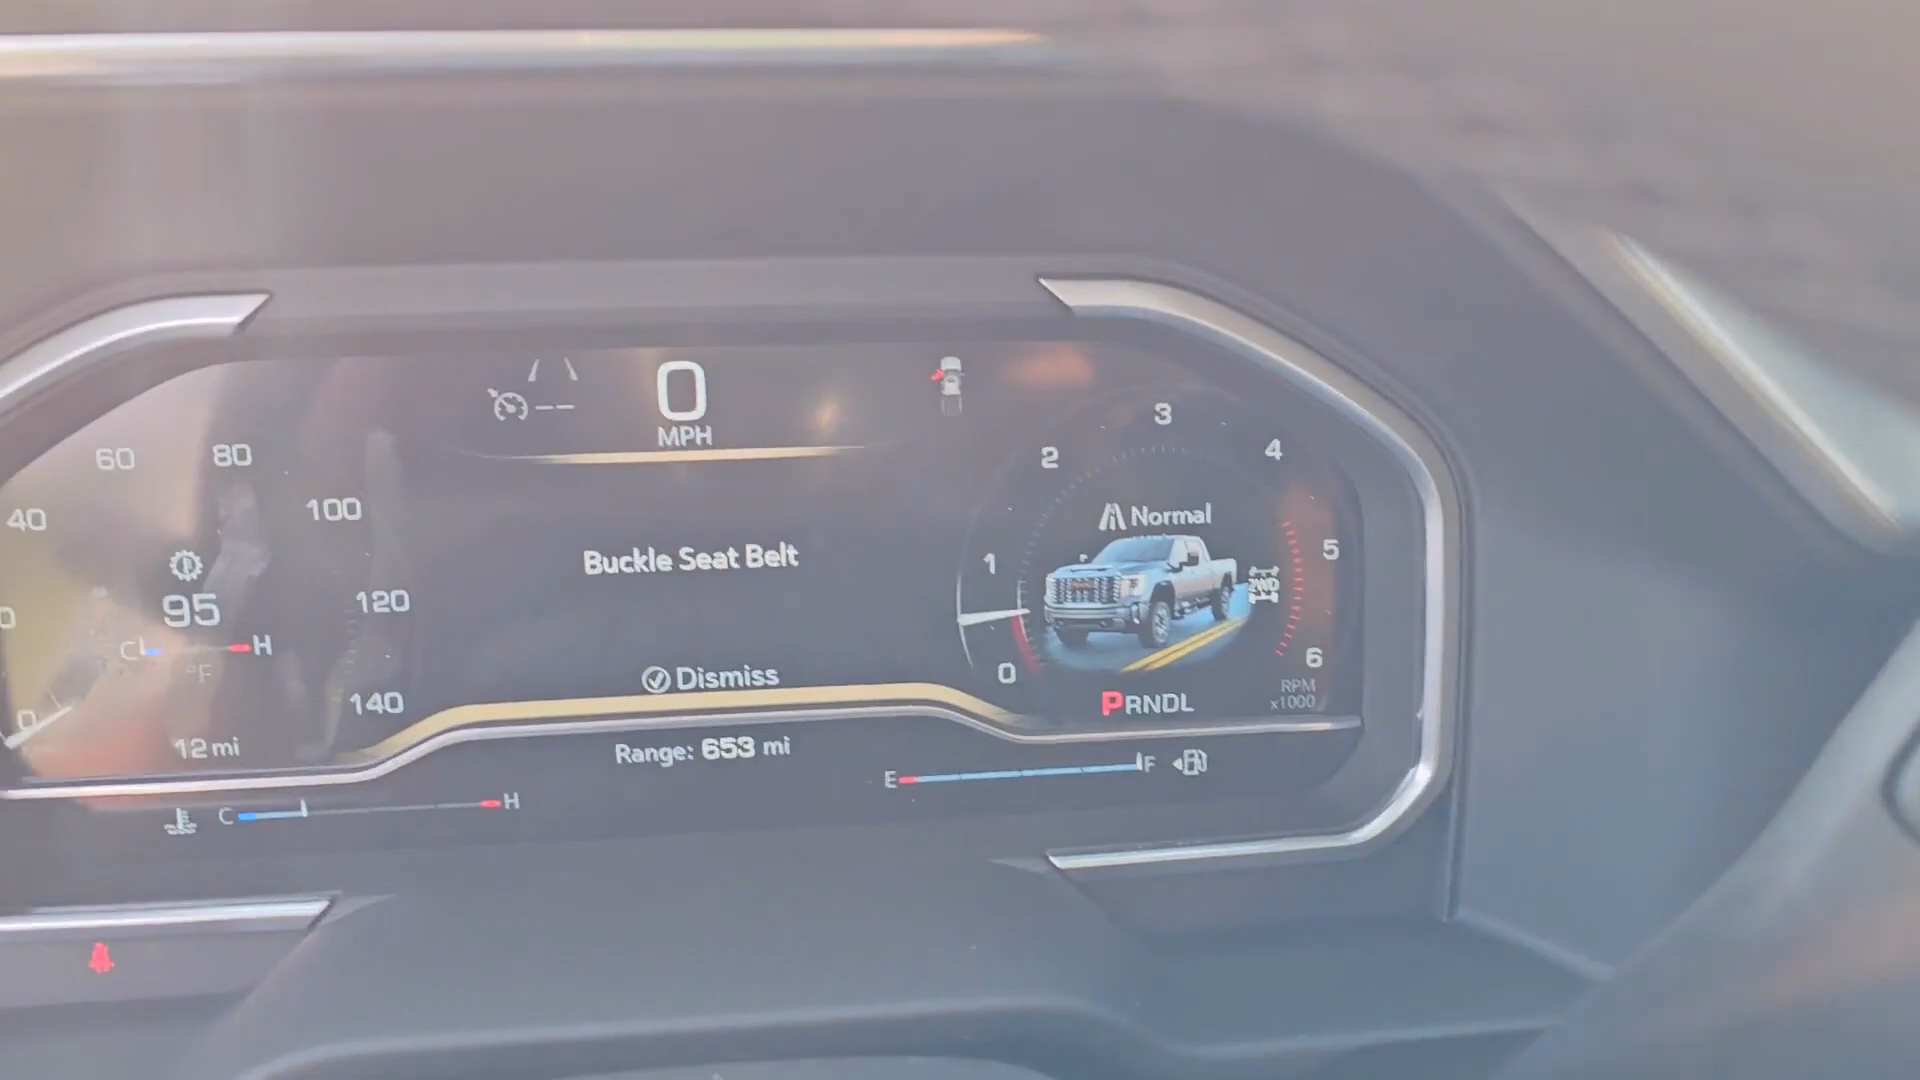 0
MPH
60
80
40
100
95
120
C
H
°F
0
140
12 mi
Buckle Seat Belt
Dismiss
Range: 653 mi
3
2
4
Normal
1
5
2WD
0
6
PRNDL
RPM
x1000
E
F
C
H